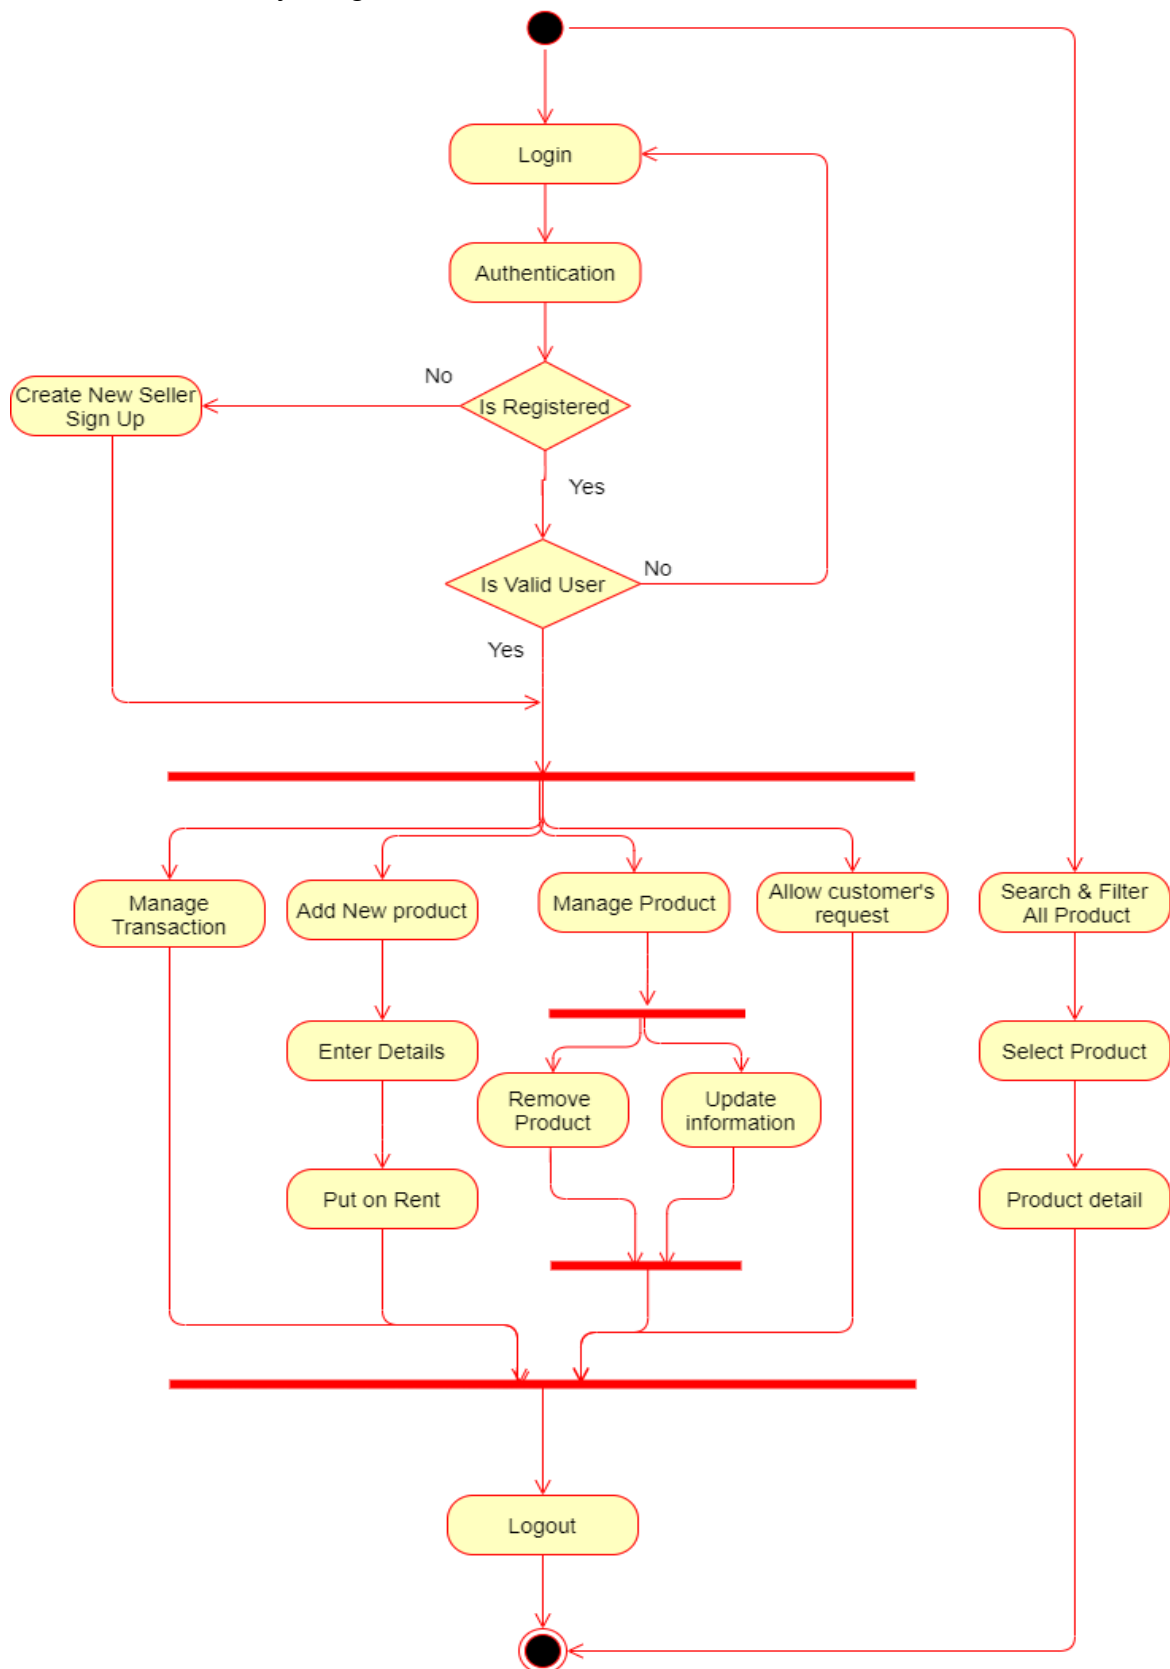 Login
Authentication
No
Create New Seller
Sign Up
Is Registered
Yes
Is Valid User
No
Yes
Manage
Transaction
Add New product
Manage Product
Allow customer's
request
Search & Filter
All Product
Enter Details
Select Product
Remove
Product
Update
information
Put on Rent
Product detail
Logout